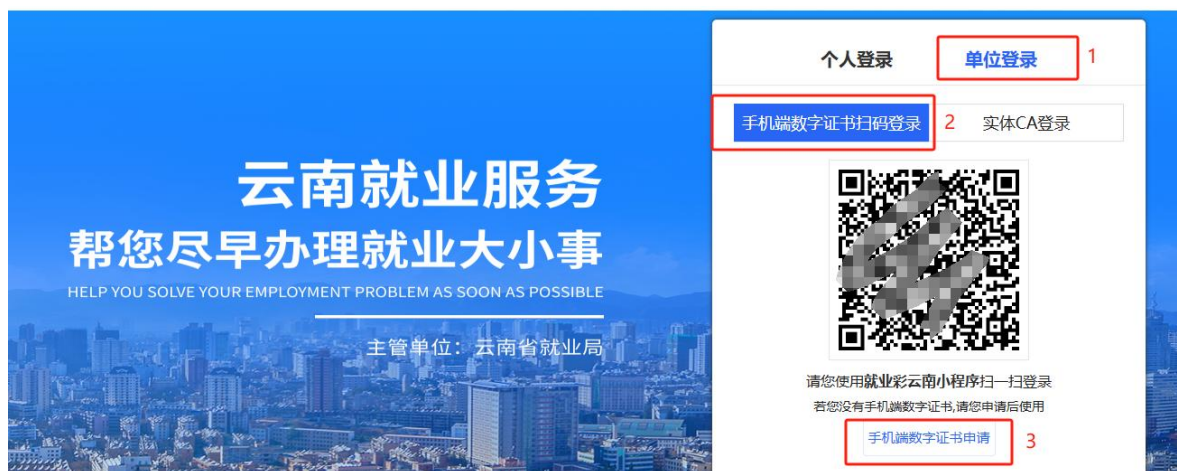 个人登录 单位登录 1
手机端数字证书扫码登录 2 实体CA登录
云南就业服务
帮您尽早办理就业大小事
HELP YOU SOLVE YOUR EMPLOYMENT PROBLEM AS SOON AS POSSIBLE
主管单位：云南省就业局
请您使用就业彩云南小程序扫一扫登录
若您没有手机端数字证书,请您申请后使用
手机端数字证书申请 3